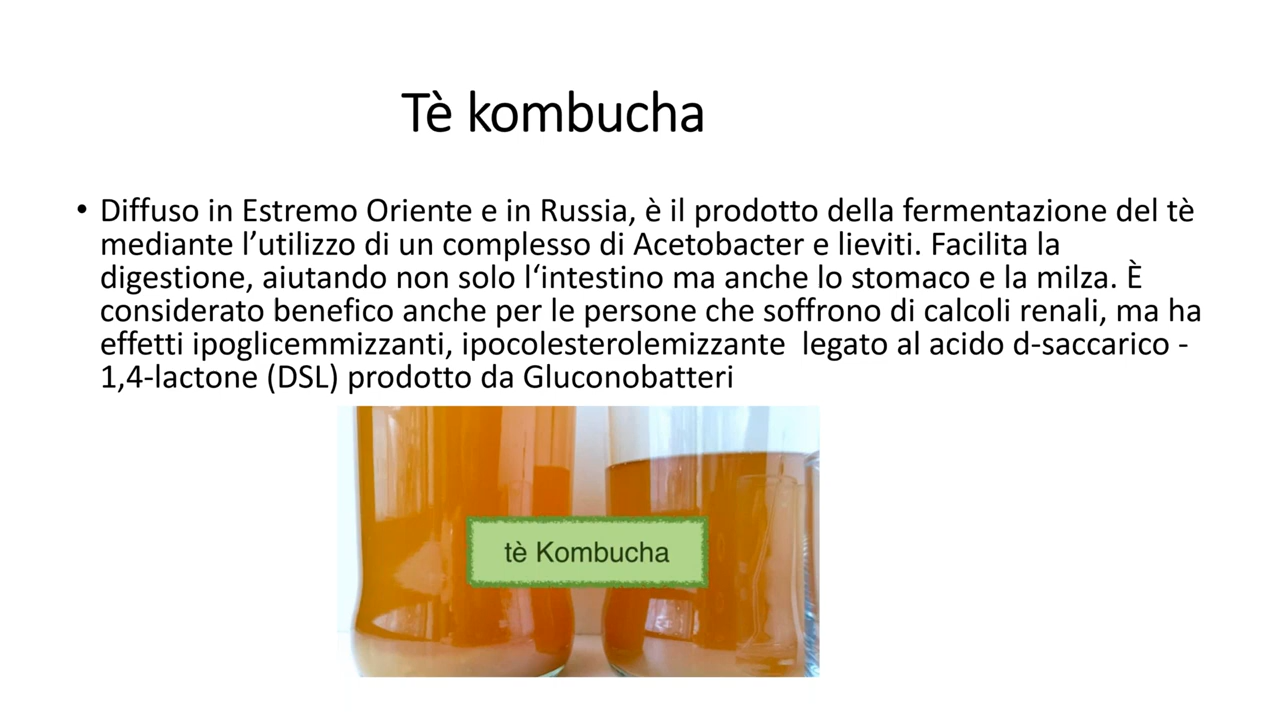 Tè kombucha
• Diffuso in Estremo Oriente e in Russia, è il prodotto della fermentazione del tè
mediante l’utilizzo di un complesso di Acetobacter e lieviti. Facilita la
digestione, aiutando non solo l‘intestino ma anche lo stomaco e la milza. È
considerato benefico anche per le persone che soffrono di calcoli renali, ma ha
effetti ipoglicemmizzanti, ipocolesterolemizzante  legato al acido d-saccarico -
1,4-lactone (DSL) prodotto da Gluconobatteri
tè Kombucha